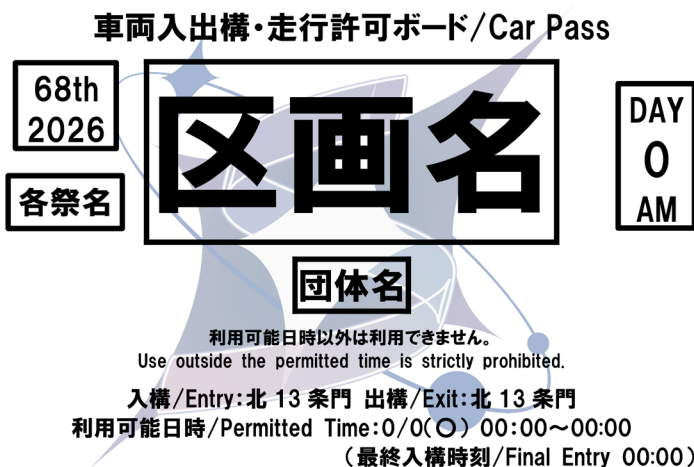 車両入出構・走行許可ボード/Car Pass
68th
2026
各祭名
区画名
DAY
0
AM
団体名
利用可能日時以外は利用できません。
Use outside the permitted time is strictly prohibited.
入構/Entry:北 13 条門 出構/Exit:北 13 条門
利用可能日時/Permitted Time:0/0(〇) 00:00～00:00
(最終入構時刻/Final Entry 00:00)